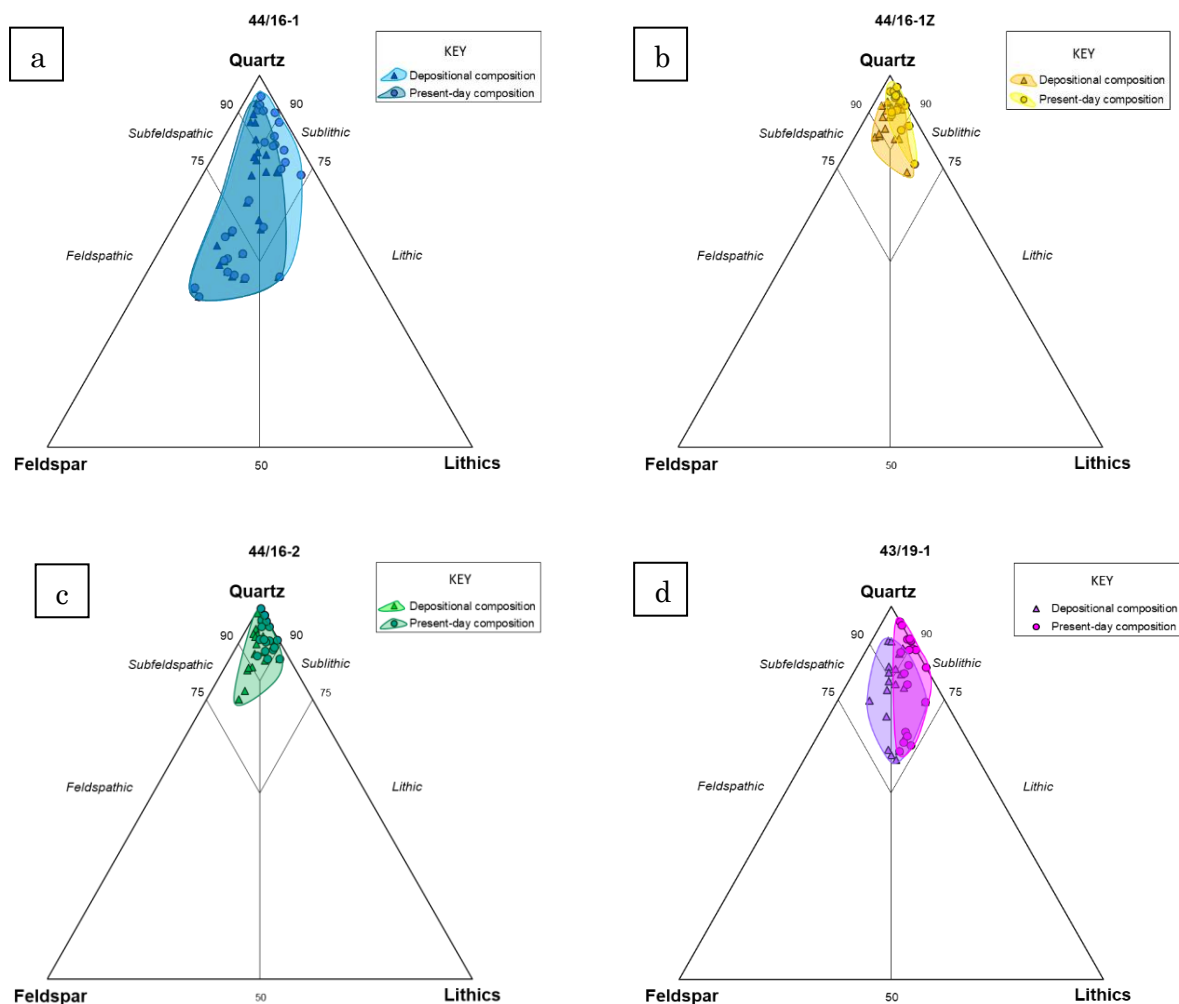 a
44/16-1
KEY
Depositional composition
Present-day composition
Quartz
90
90
Subfeldspathic
Sublithic
75
75
Feldspathic
Lithic
Feldspar
50
Lithics
b
44/16-1Z
KEY
Depositional composition
Present-day composition
Quartz
90
90
Subfeldspathic
Sublithic
75
75
Feldspathic
Lithic
Feldspar
50
Lithics
c
44/16-2
KEY
Depositional composition
Present-day composition
Quartz
90
90
Subfeldspathic
Sublithic
75
75
Feldspathic
Lithic
Feldspar
50
Lithics
d
43/19-1
KEY
Depositional composition
Present-day composition
Quartz
90
90
Subfeldspathic
Sublithic
75
75
Feldspathic
Lithic
Feldspar
50
Lithics